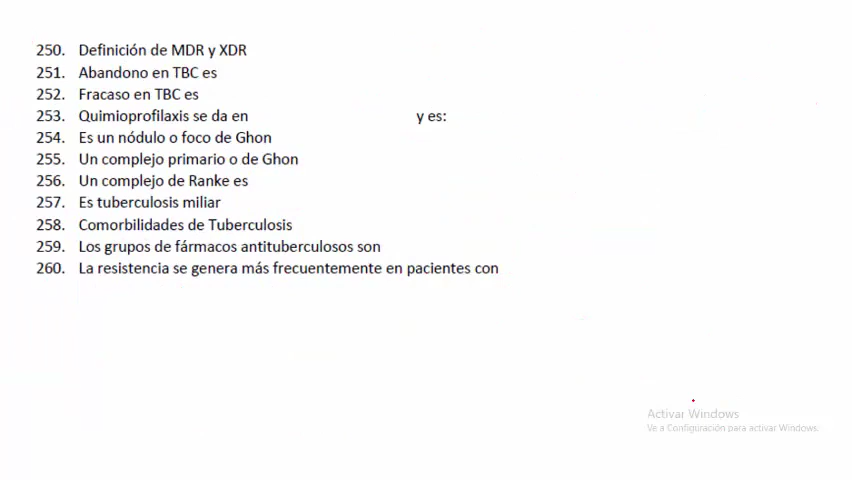 250. Definición de MDR y XDR
251. Abandono en TBC es
252. Fracaso en TBC es
253. Quimioprofilaxis se da en y es:
254. Es un nódulo o foco de Ghon
255. Un complejo primario o de Ghon
256. Un complejo de Ranke es
257. Es tuberculosis miliar
258. Comorbilidades de Tuberculosis
259. Los grupos de fármacos antituberculosos son
260. La resistencia se genera más frecuentemente en pacientes con
Activar Windows
Ve a Configuración para activar Windows.